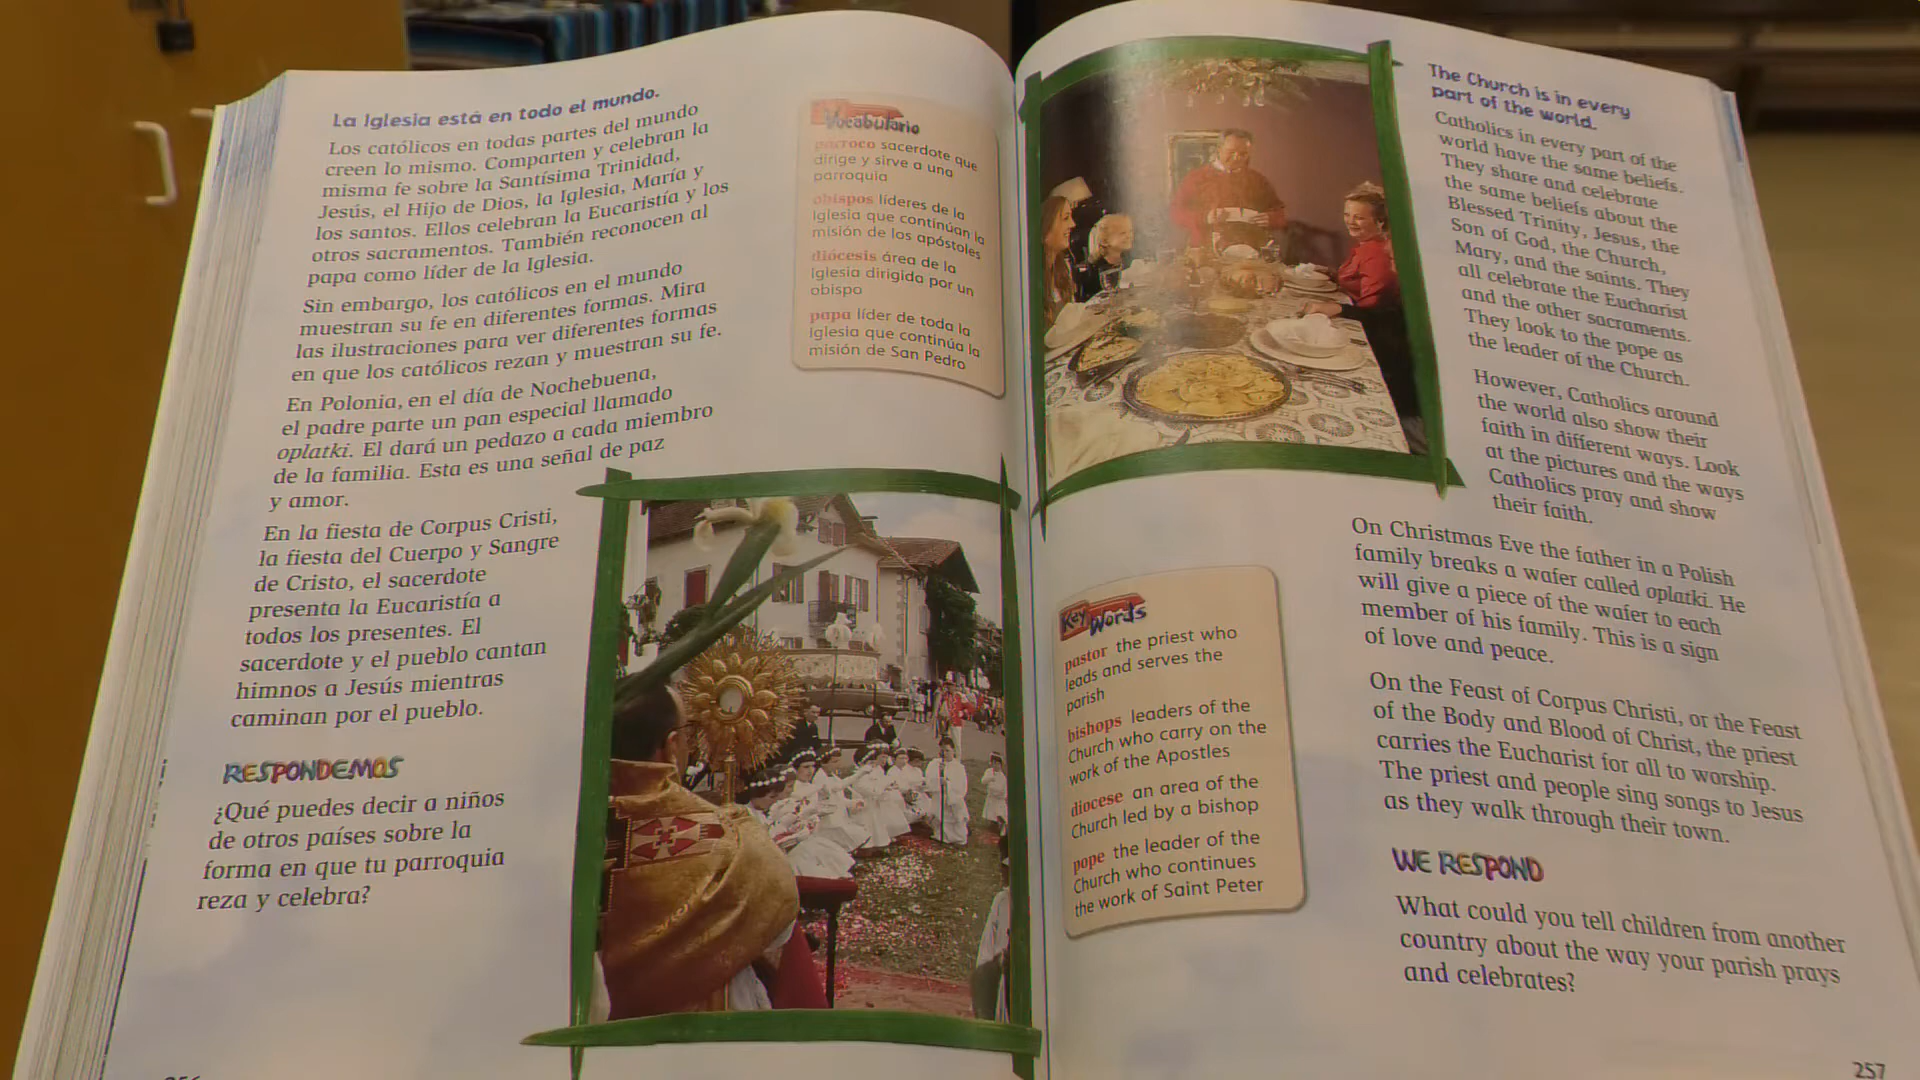 La Iglesia está en todo el mundo.
Los católicos en todas partes del mundo
creen lo mismo. Comparten y celebran la
misma fe sobre la Santísima Trinidad,
Jesús, el Hijo de Dios, la Iglesia, María y
los santos. Ellos celebran la Eucaristía y los
otros sacramentos. También reconocen al
papa como líder de la Iglesia.
Sin embargo, los católicos en el mundo
muestran su fe en diferentes formas. Mira
las ilustraciones para ver diferentes formas
en que los católicos rezan y muestran su fe.
En Polonia, en el día de Nochebuena,
el padre parte un pan especial llamado
oplatki. El dará un pedazo a cada miembro
de la familia. Esta es una señal de paz
y amor.
En la fiesta de Corpus Cristi,
la fiesta del Cuerpo y Sangre
de Cristo, el sacerdote
presenta la Eucaristía a
todos los presentes. El
sacerdote y el pueblo cantan
himnos a Jesús mientras
caminan por el pueblo.
RESPONDEMOS
¿Qué puedes decir a niños
de otros países sobre la
forma en que tu parroquia
reza y celebra?
Vocabulario
párroco sacerdote que
dirige y sirve a una
parroquia
obispos líderes de la
Iglesia que continúan la
misión de los apóstoles
diócesis área de la
Iglesia dirigida por un
obispo
papa líder de toda la
Iglesia que continúa la
misión de San Pedro
The Church is in every
part of the world.
Catholics in every part of the
world have the same beliefs.
They share and celebrate
the same beliefs about the
Blessed Trinity, Jesus, the
Son of God, the Church,
Mary, and the saints. They
all celebrate the Eucharist
and the other sacraments.
They look to the pope as
the leader of the Church.
However, Catholics around
the world also show their
faith in different ways. Look
at the pictures and the ways
Catholics pray and show
their faith.
On Christmas Eve the father in a Polish
family breaks a wafer called oplatki. He
will give a piece of the wafer to each
member of his family. This is a sign
of love and peace.
On the Feast of Corpus Christi, or the Feast
of the Body and Blood of Christ, the priest
carries the Eucharist for all to worship.
The priest and people sing songs to Jesus
as they walk through their town.
WE RESPOND
What could you tell children from another
country about the way your parish prays
and celebrates?
Key Words
pastor the priest who
leads and serves the
parish
bishops leaders of the
Church who carry on the
work of the Apostles
diocese an area of the
Church led by a bishop
pope the leader of the
Church who continues
the work of Saint Peter
257